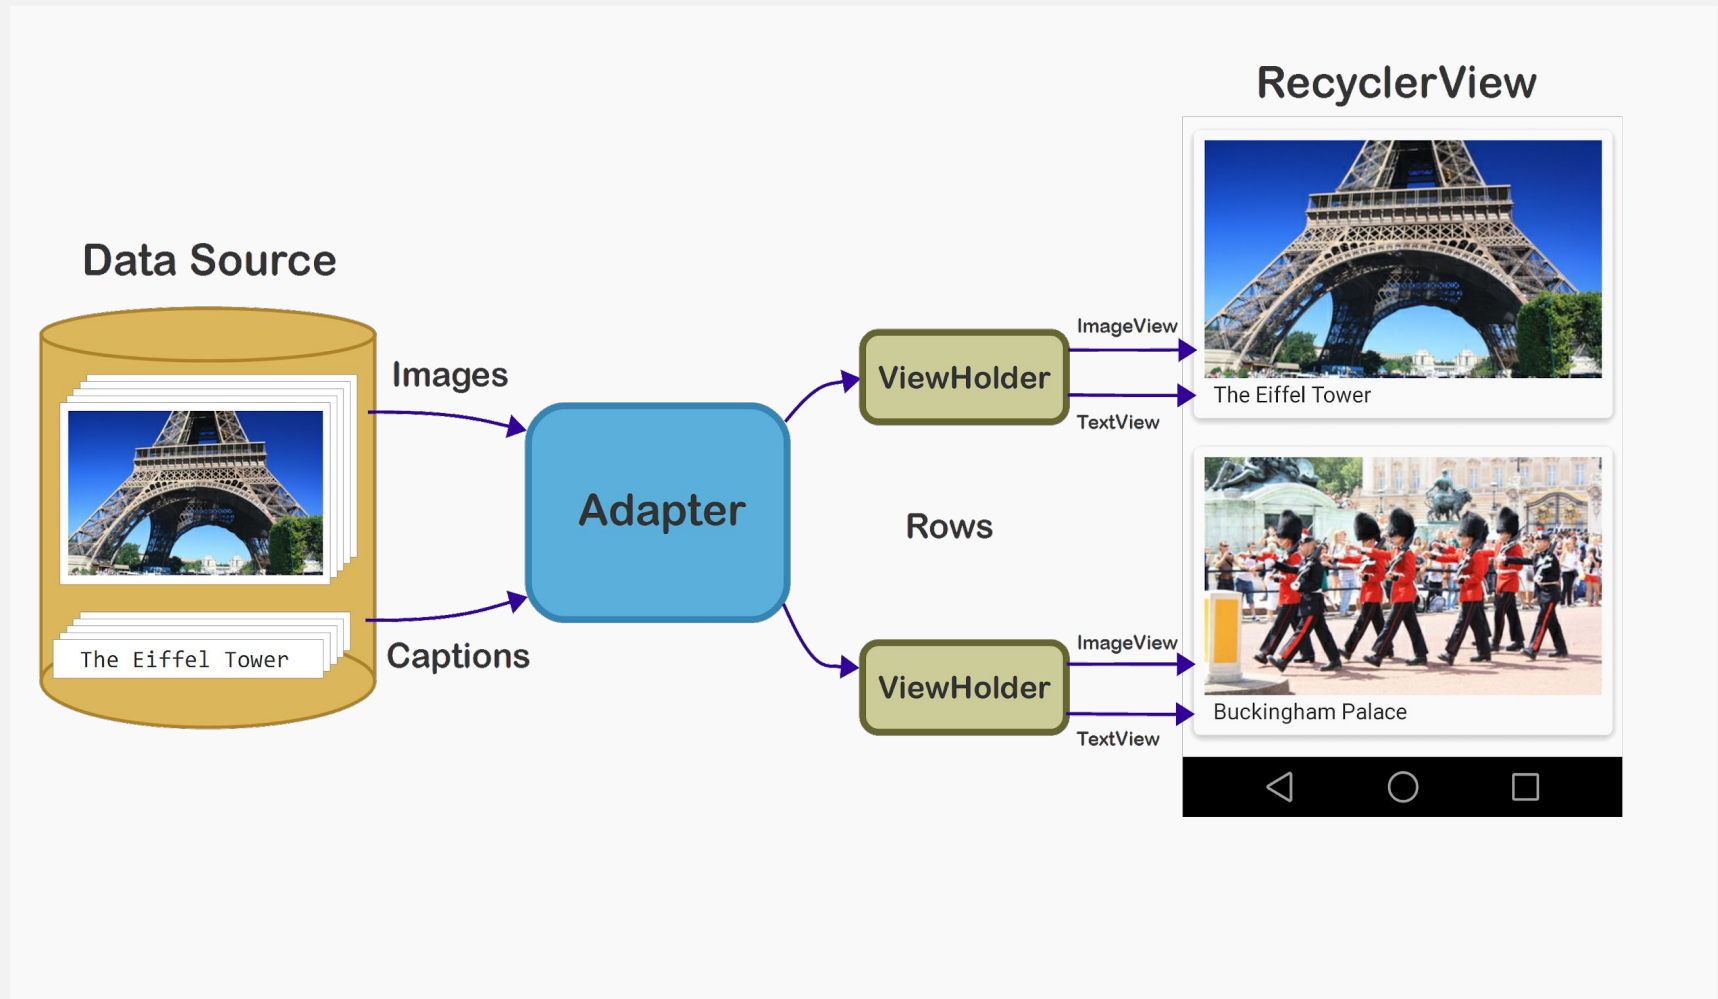 RecyclerView
Data Source
Images
The Eiffel Tower
Captions
Adapter
Rows
ViewHolder
ImageView
TextView
The Eiffel Tower
ViewHolder
ImageView
TextView
Buckingham Palace